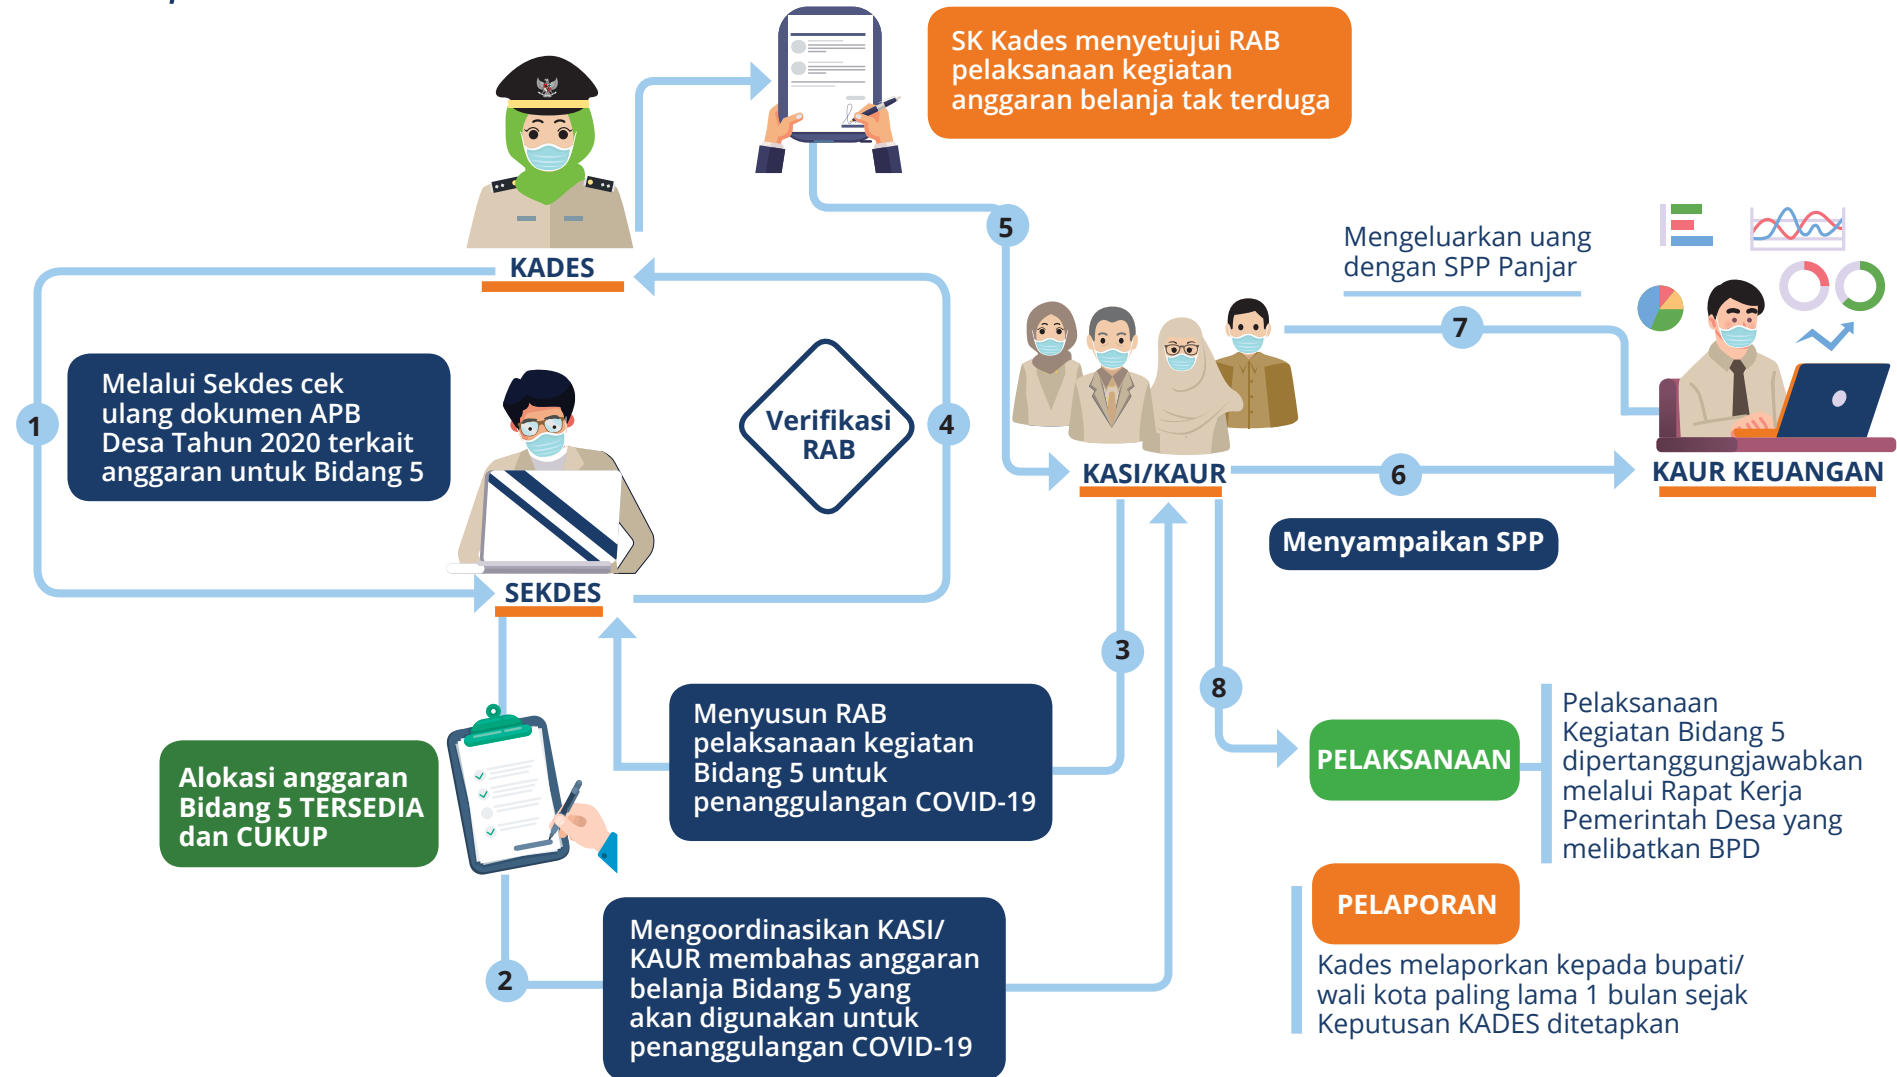 SK Kades menyetujui RAB
pelaksanaan kegiatan
anggaran belanja tak terduga
KADES
5
Mengeluarkan uang
dengan SPP Panjar
7
1
Melalui Sekdes cek
ulang dokumen APB
Desa Tahun 2020 terkait
anggaran untuk Bidang 5
Verifikasi
RAB
4
KASI/KAUR
6
KAUR KEUANGAN
Menyampaikan SPP
SEKDES
3
8
Menyusun RAB
pelaksanaan kegiatan
Bidang 5 untuk
penanggulangan COVID-19
Alokasi anggaran
Bidang 5 TERSEDIA
dan CUKUP
PELAKSANAAN
Pelaksanaan
Kegiatan Bidang 5
dipertanggungjawabkan
melalui Rapat Kerja
Pemerintah Desa yang
melibatkan BPD
2
Mengoordinasikan KASI/
KAUR membahas anggaran
belanja Bidang 5 yang
akan digunakan untuk
penanggulangan COVID-19
PELAPORAN
Kades melaporkan kepada bupati/
wali kota paling lama 1 bulan sejak
Keputusan KADES ditetapkan